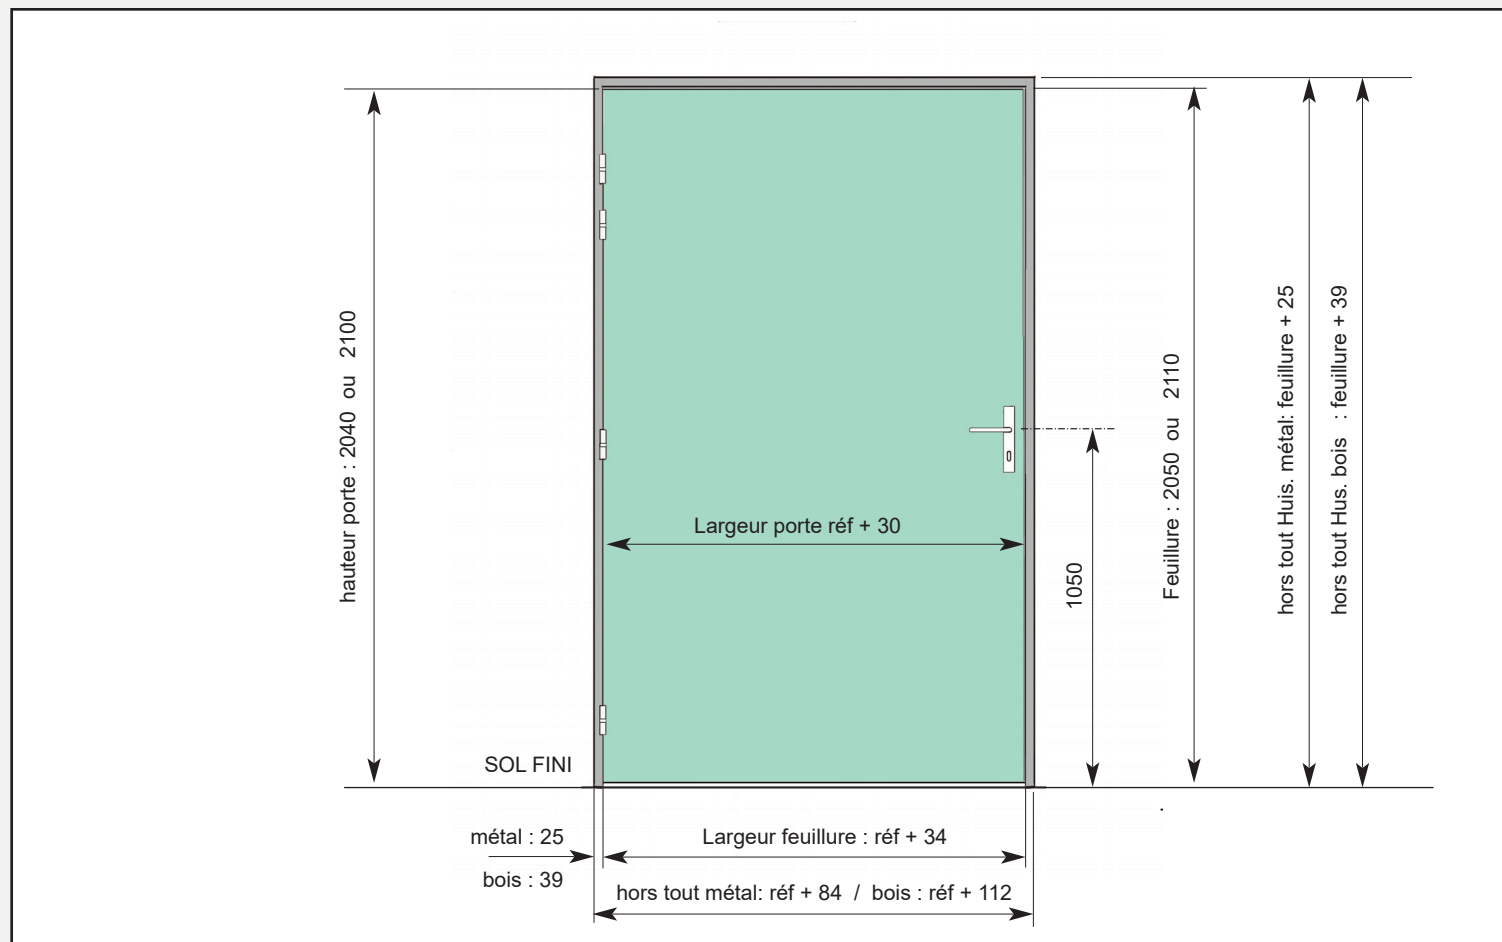 hauteur porte : 2040 ou 2100
Largeur porte réf + 30
1050
Feuillure : 2050 ou 2110
hors tout Huis. métal: feuillure + 25
hors tout Hus. bois : feuillure + 39
SOL FINI
métal : 25
bois : 39
Largeur feuillure : réf + 34
hors tout métal: réf + 84 / bois : réf + 112